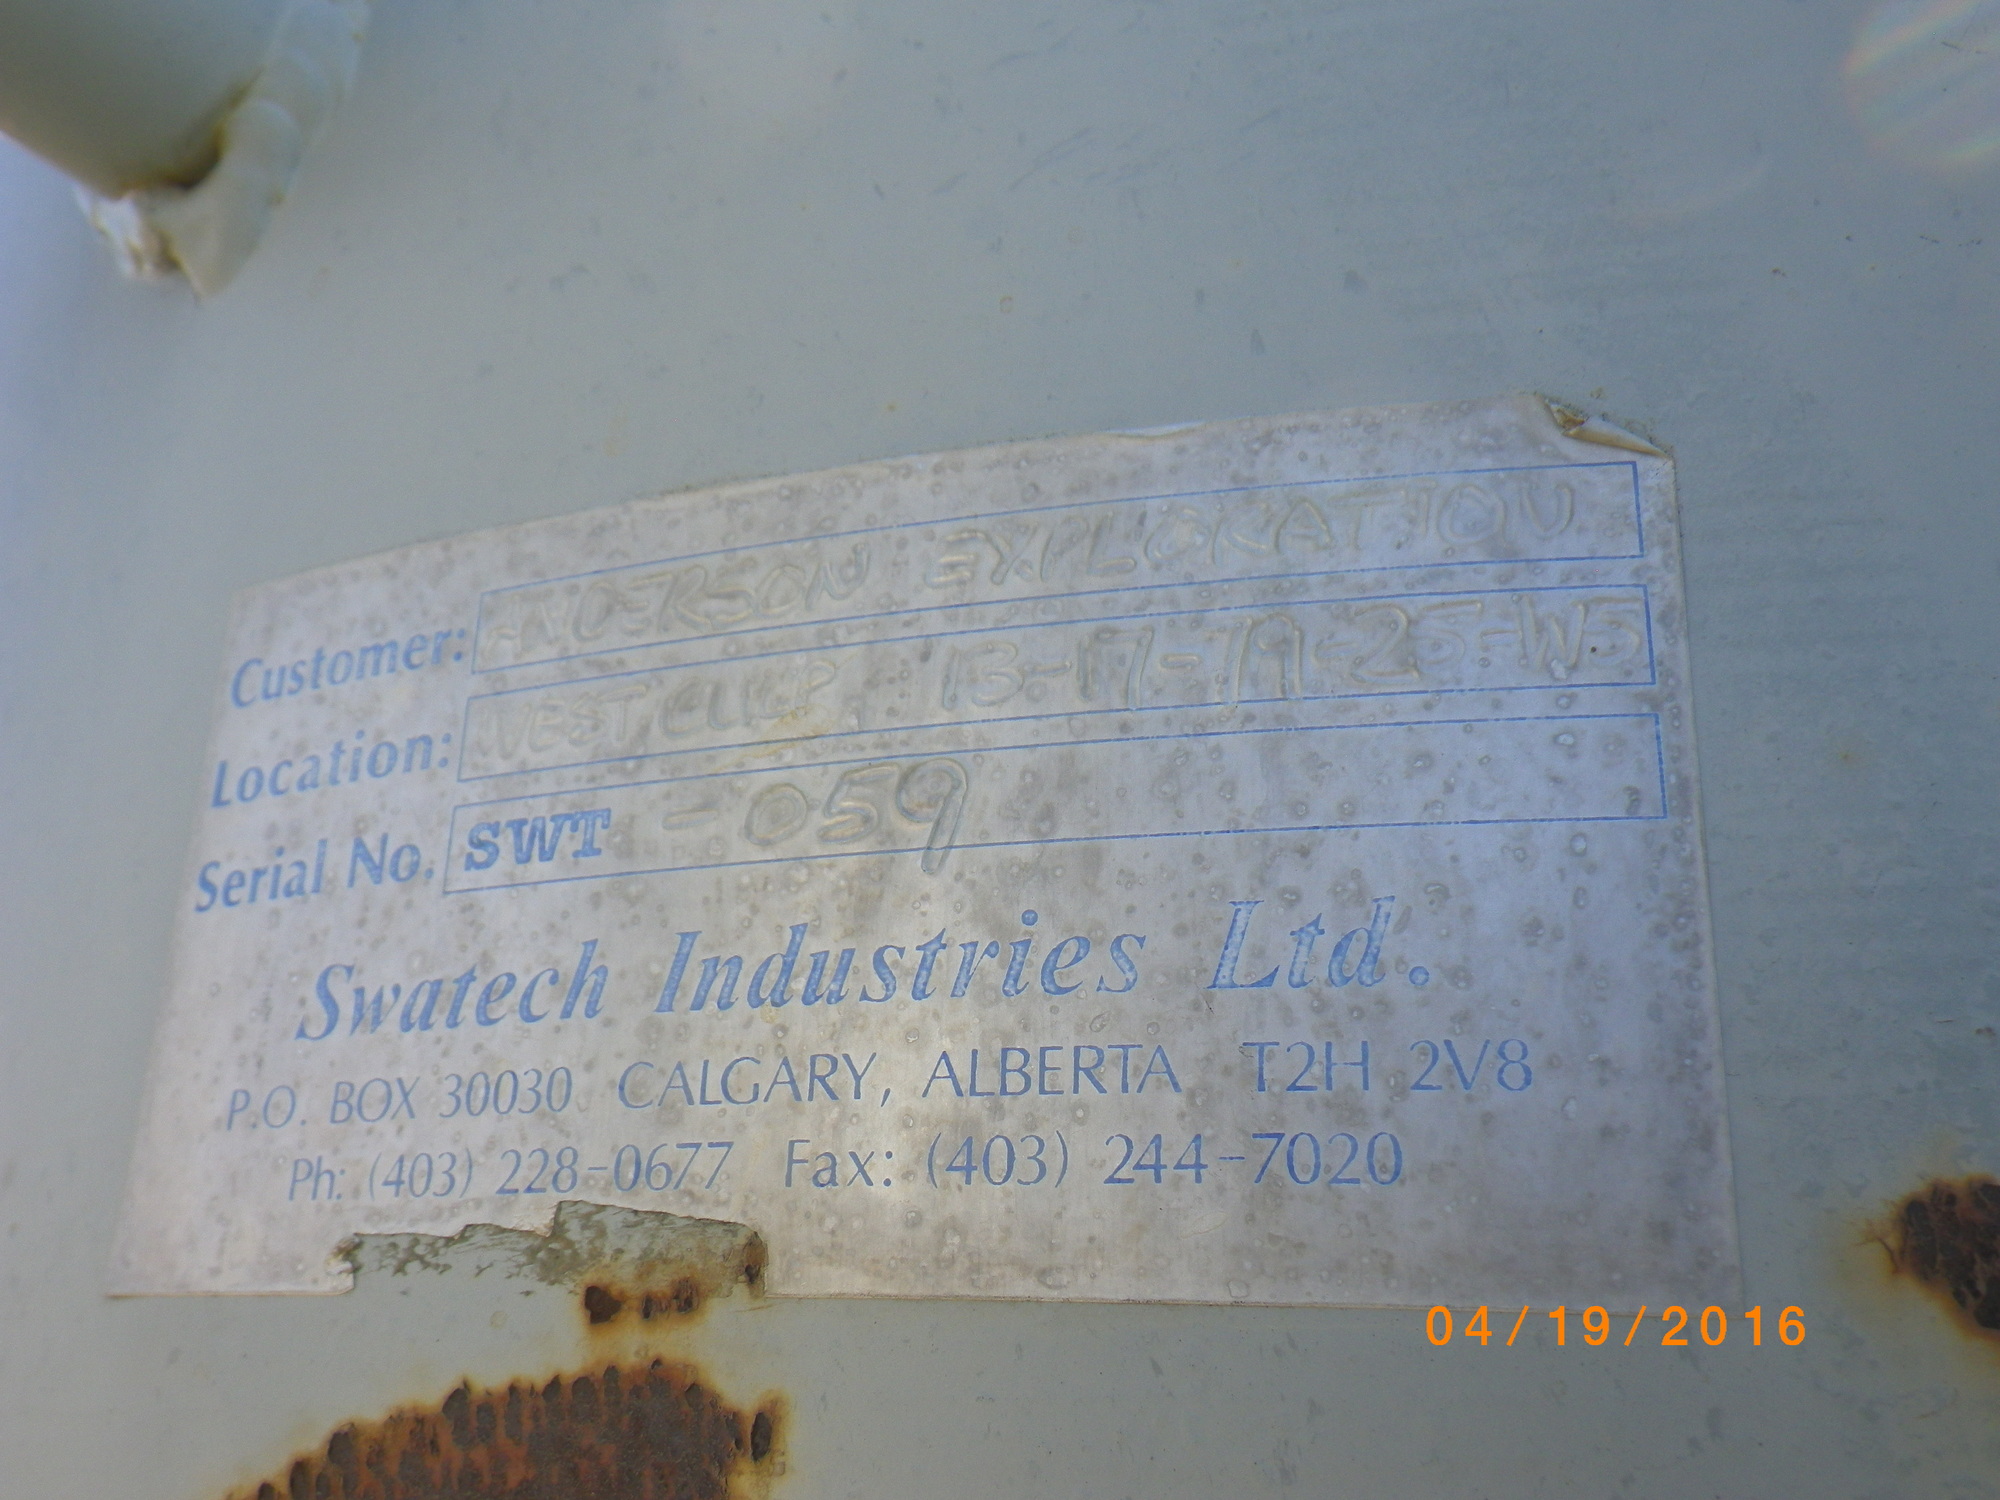 Customer: ANDERSON EXPLORATION
Location: WEST CULP, 13-17-79-25-W5
Serial No. SWT -059
Swatech Industries Ltd.
P.O. BOX 30030 CALGARY, ALBERTA T2H 2V8
Ph: (403) 228-0677 Fax: (403) 244-7020
04/19/2016